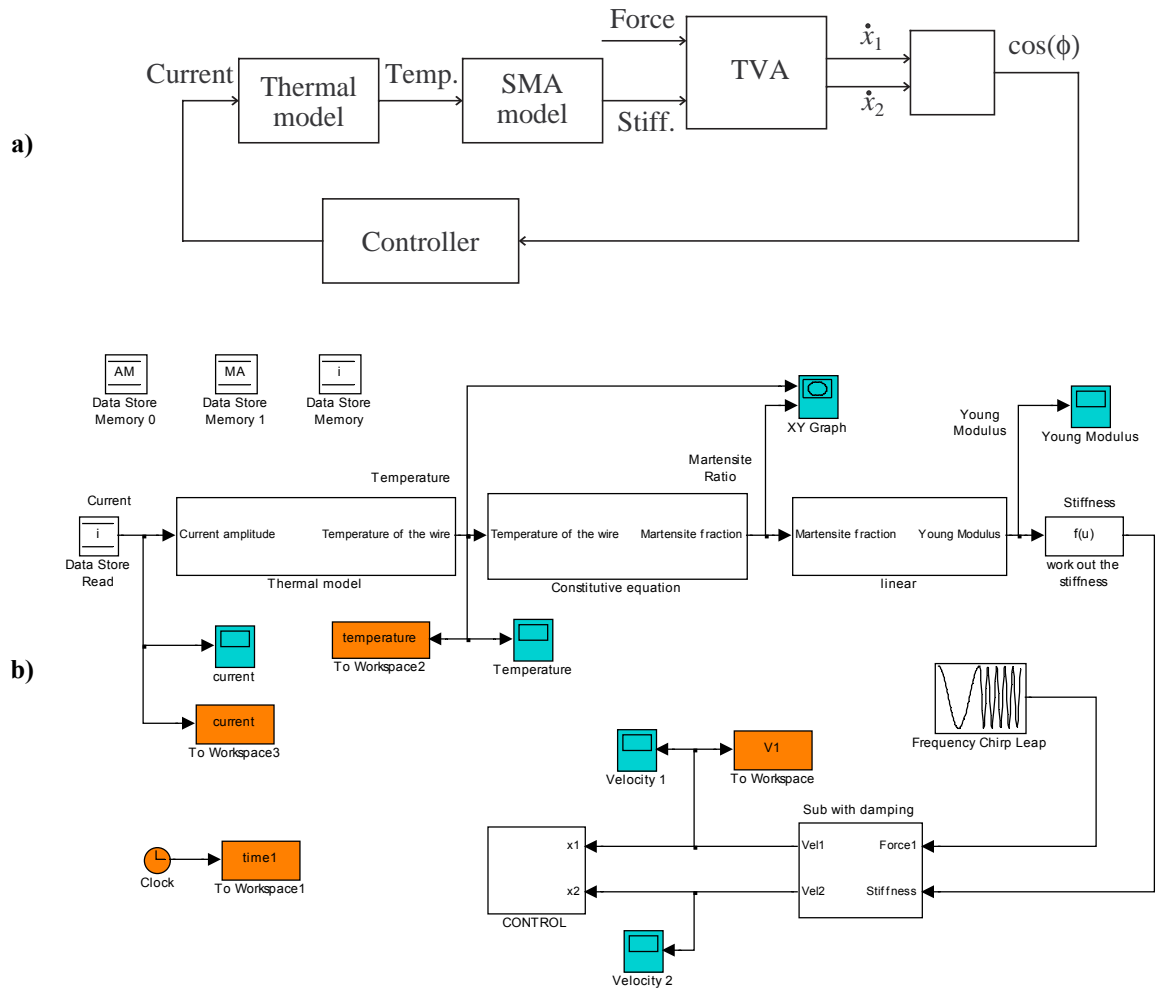 a)
Current
Thermal
model
Temp.
SMA
model
Force
Stiff.
TVA
ẋ1
ẋ2
cos(ϕ)
Controller
b)
AM
Data Store
Memory 0
MA
Data Store
Memory 1
i
Data Store
Memory
XY Graph
Young
Modulus
Young Modulus
Current
i
Data Store
Read
Current amplitude
Temperature of the wire
Thermal model
Temperature
Temperature of the wire
Martensite fraction
Constitutive equation
Martensite
Ratio
Martensite fraction
Young Modulus
linear
Stiffness
f(u)
work out the
stiffness
current
current
To Workspace3
temperature
To Workspace2
Temperature
Frequency Chirp Leap
Velocity 1
V1
To Workspace
Sub with damping
Vel1
Force1
Vel2
Stiffness
x1
x2
CONTROL
Velocity 2
Clock
time1
To Workspace1